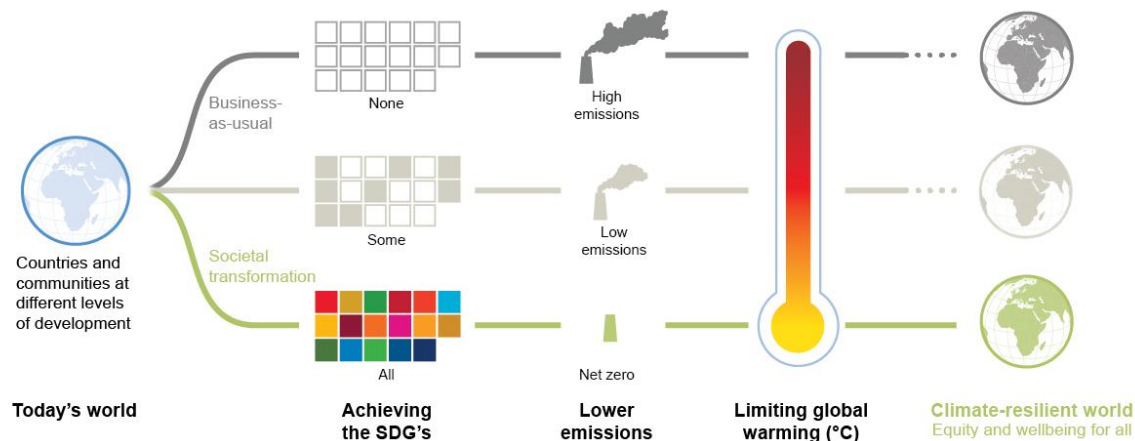 Business-
as-usual
None
High
emissions
Some
Low
emissions
Countries and
communities at
different levels
of development
Societal
transformation
All
Net zero
Today's world
Achieving
the SDG's
Lower
emissions
Limiting global
warming (°C)
Climate-resilient world
Equity and wellbeing for all